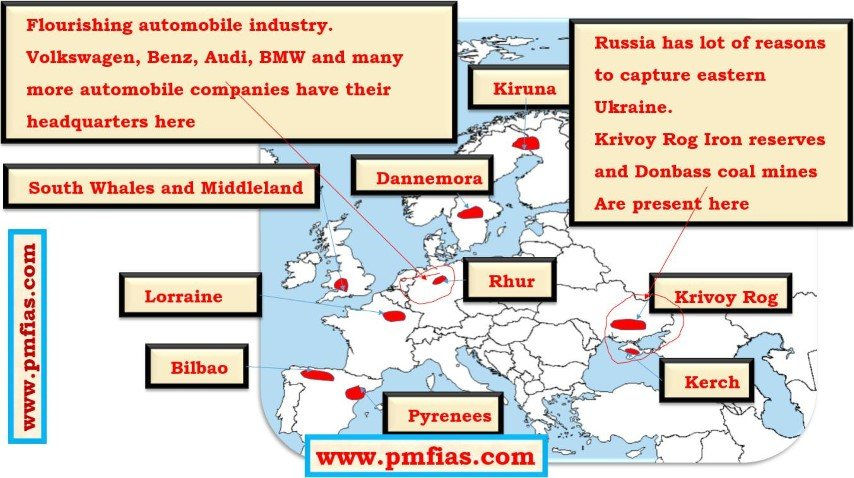 Flourishing automobile industry.
Volkswagen, Benz, Audi, BMW and many
more automobile companies have their
headquarters here
Russia has lot of reasons
to capture eastern
Ukraine.
Krivoy Rog Iron reserves
and Donbass coal mines
Are present here
Kiruna
South Whales and Middleland
Dannemora
www.pmfias.com
Lorraine
Rhur
Krivoy Rog
Bilbao
Kerch
Pyrenees
www.pmfias.com